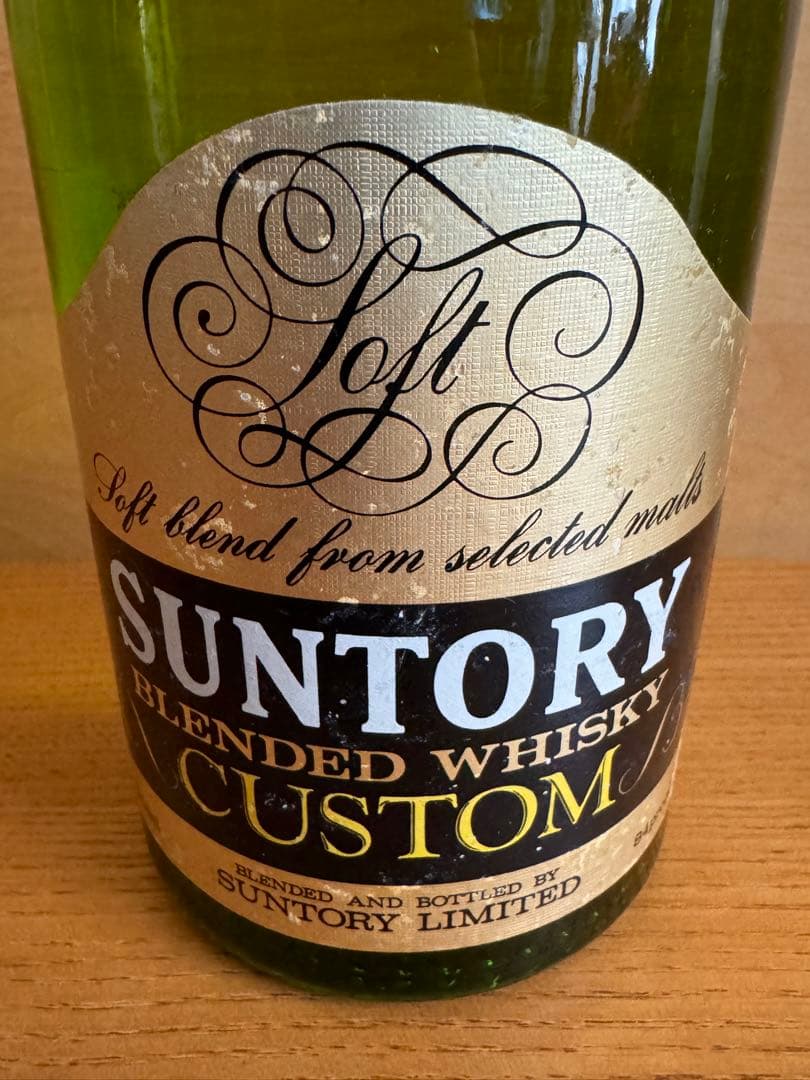 Soft
Soft blend from selected malts
SUNTORY
BLENDED WHISKY
CUSTOM
BLENDED AND BOTTLED BY
SUNTORY LIMITED